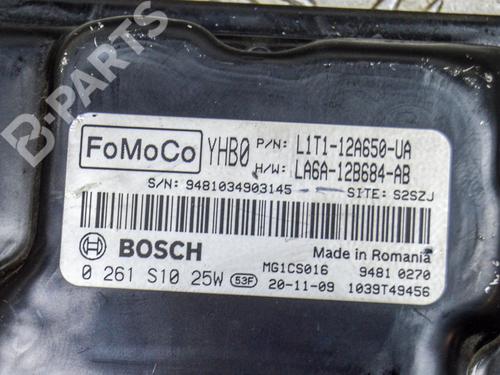 B-PARTS
FoMoCo YHB0 P/N: L1T1-12A650-UA
H/W: LA6A-12B684-AB
S/N: 9481034903145 SITE: S2SZJ
BOSCH Made in Romania
MG1CS016 9481 0270
0 261 S10 25W 53F 20-11-09 1039T49456